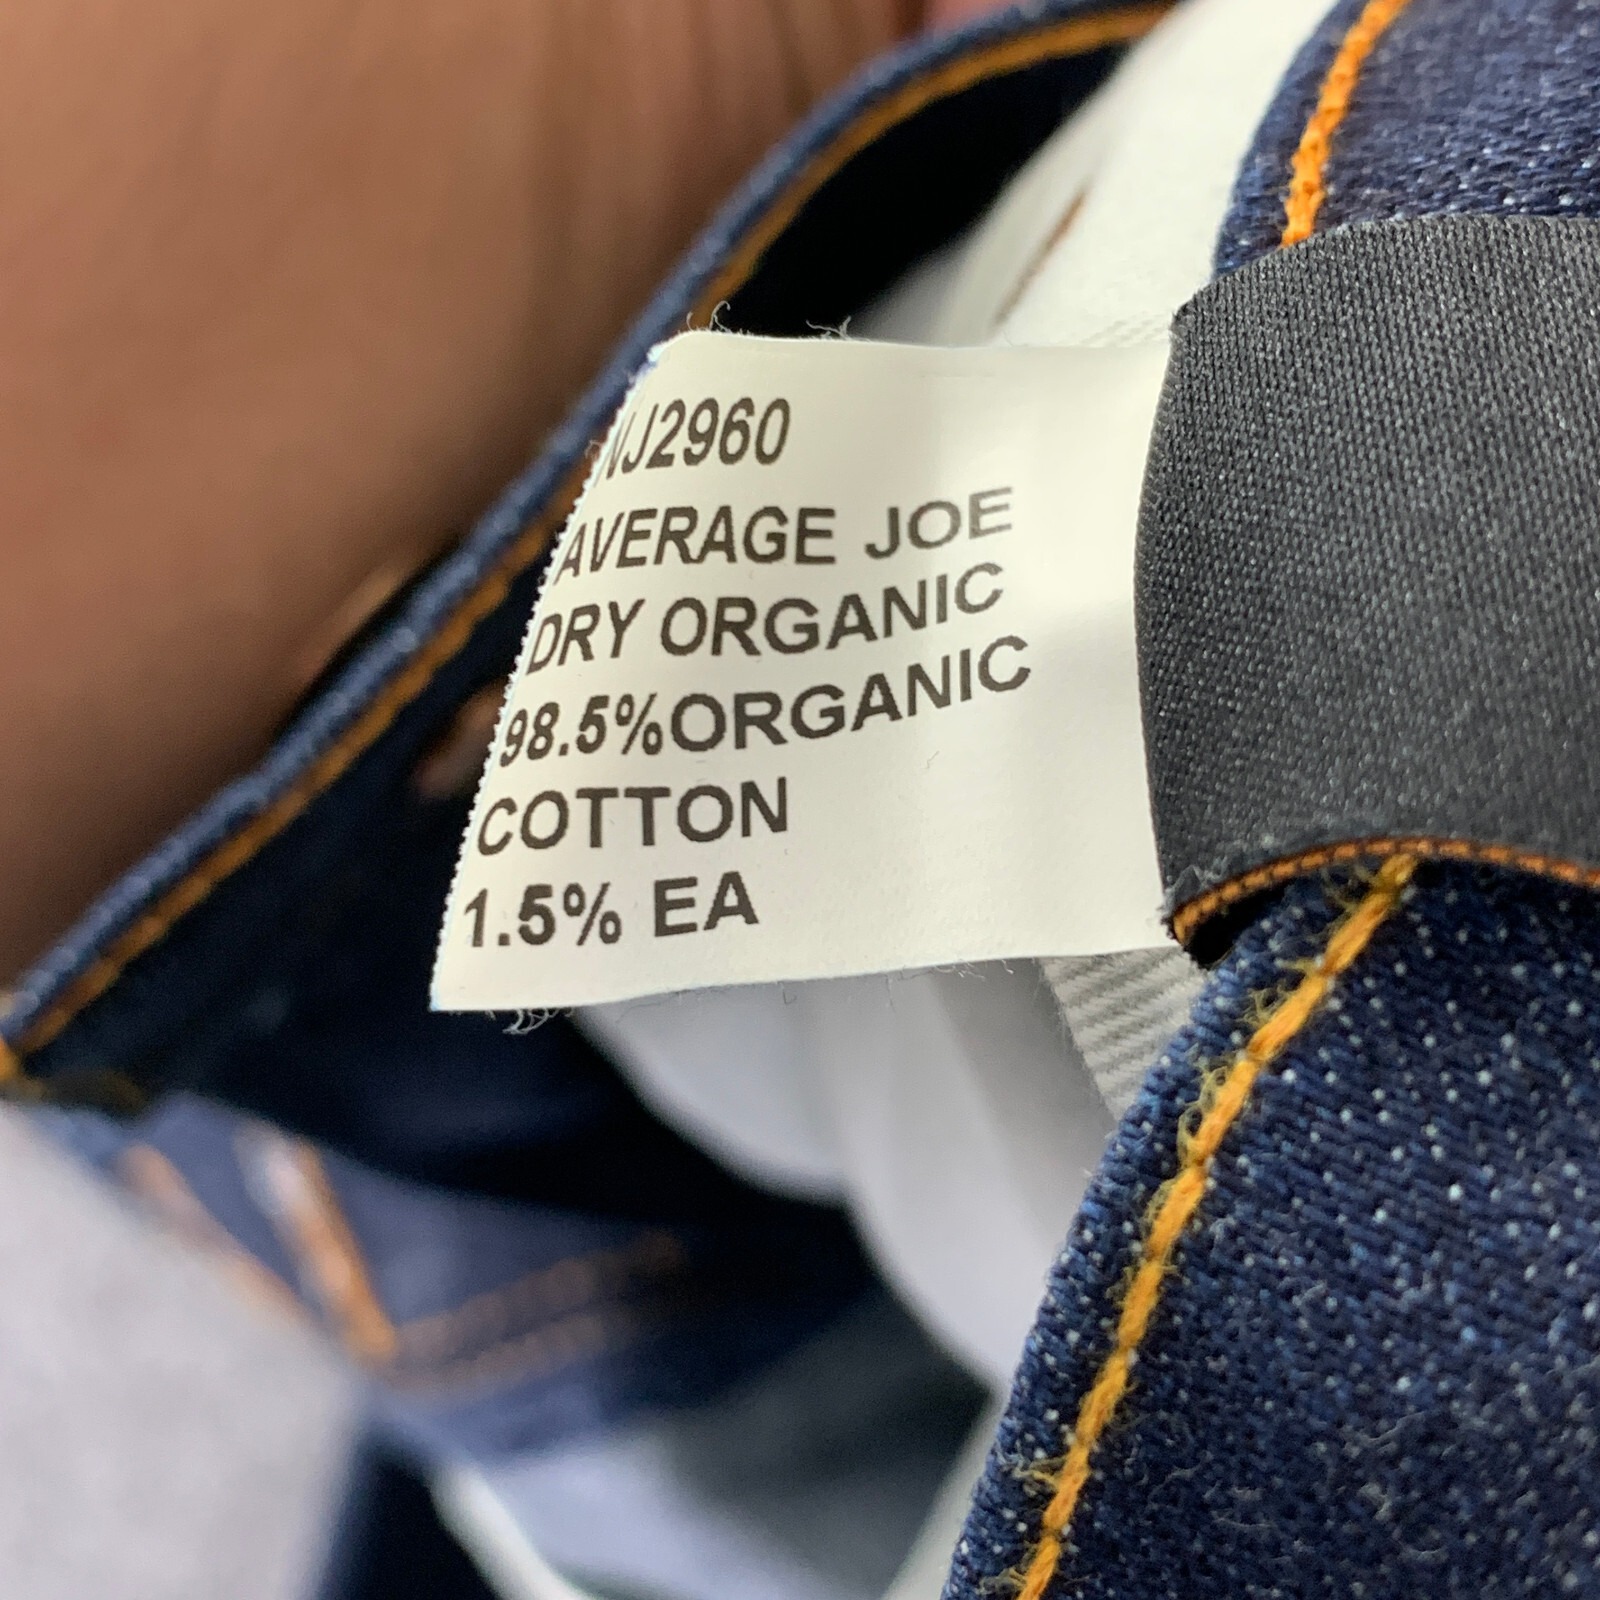 NJ2960
AVERAGE JOE
DRY ORGANIC
98.5%ORGANIC
COTTON
1.5% EA